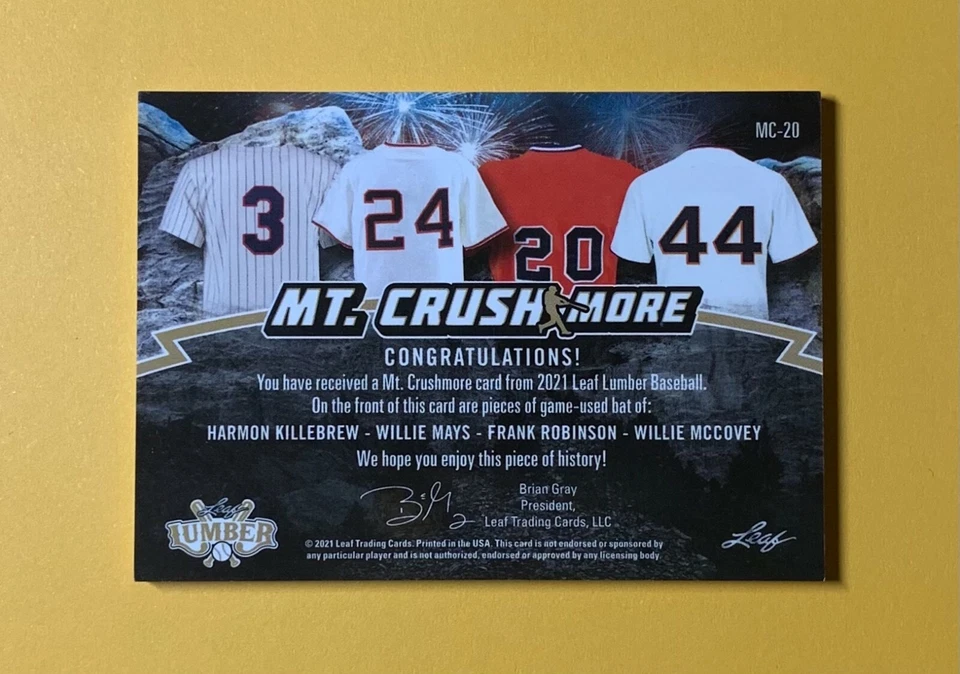 MC-20
3 24 20 44
MT. CRUSHMORE
CONGRATULATIONS!
You have received a Mt. Crushmore card from 2021 Leaf Lumber Baseball.
On the front of this card are pieces of game-used bat of:
HARMON KILLEBREW - WILLIE MAYS - FRANK ROBINSON - WILLIE MCCOVEY
We hope you enjoy this piece of history!
Brian Gray
President,
Leaf Trading Cards, LLC
Leaf
LUMBER
© 2021 Leaf Trading Cards. Printed in the USA. This card is not endorsed or sponsored by
any particular player and is not authorized, endorsed or approved by any licensing body.
Leaf